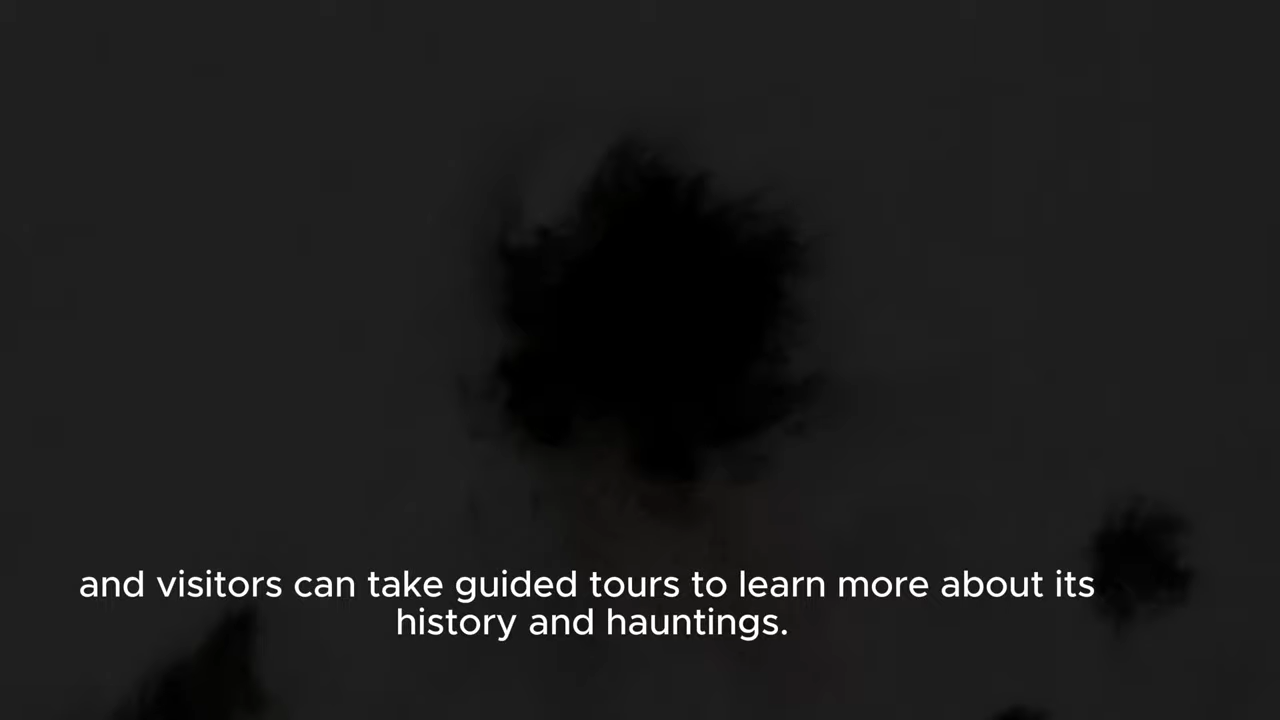 and visitors can take guided tours to learn more about its
history and hauntings.